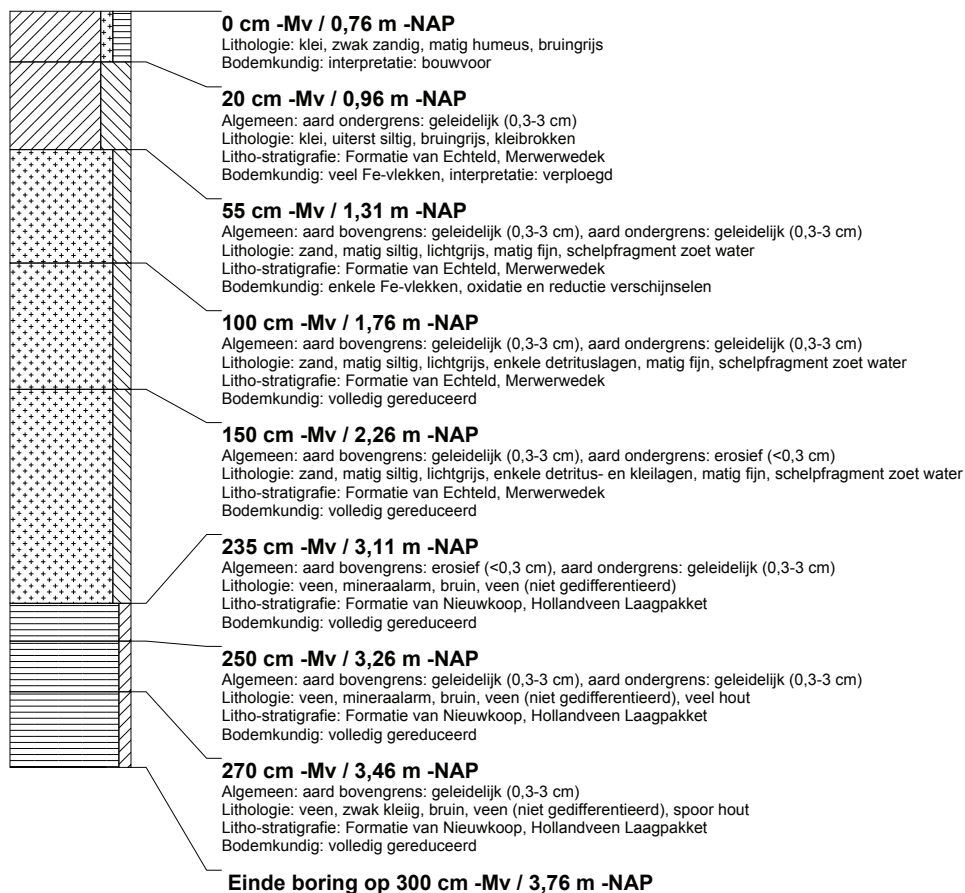 0 cm -Mv / 0,76 m -NAP
Lithologie: klei, zwak zandig, matig humeus, bruingrijs
Bodemkundig: interpretatie: bouwvoor
20 cm -Mv / 0,96 m -NAP
Algemeen: aard ondergrens: geleidelijk (0,3-3 cm)
Lithologie: klei, uiterst siltig, bruingrijs, kleibrokken
Litho-stratigrafie: Formatie van Echteld, Merwerwedek
Bodemkundig: veel Fe-vlekken, interpretatie: verploegd
55 cm -Mv / 1,31 m -NAP
Algemeen: aard bovengrens: geleidelijk (0,3-3 cm), aard ondergrens: geleidelijk (0,3-3 cm)
Lithologie: zand, matig siltig, lichtgrijs, matig fijn, schelpfragment zoet water
Litho-stratigrafie: Formatie van Echteld, Merwerwedek
Bodemkundig: enkele Fe-vlekken, oxidatie en reductie verschijnselen
100 cm -Mv / 1,76 m -NAP
Algemeen: aard bovengrens: geleidelijk (0,3-3 cm), aard ondergrens: geleidelijk (0,3-3 cm)
Lithologie: zand, matig siltig, lichtgrijs, enkele detrituslagen, matig fijn, schelpfragment zoet water
Litho-stratigrafie: Formatie van Echteld, Merwerwedek
Bodemkundig: volledig gereduceerd
150 cm -Mv / 2,26 m -NAP
Algemeen: aard bovengrens: geleidelijk (0,3-3 cm), aard ondergrens: erosief (<0,3 cm)
Lithologie: zand, matig siltig, lichtgrijs, enkele detritus- en kleilagen, matig fijn, schelpfragment zoet water
Litho-stratigrafie: Formatie van Echteld, Merwerwedek
Bodemkundig: volledig gereduceerd
235 cm -Mv / 3,11 m -NAP
Algemeen: aard bovengrens: erosief (<0,3 cm), aard ondergrens: geleidelijk (0,3-3 cm)
Lithologie: veen, mineraalarm, bruin, veen (niet gedifferentieerd)
Litho-stratigrafie: Formatie van Nieuwkoop, Hollandveen Laagpakket
Bodemkundig: volledig gereduceerd
250 cm -Mv / 3,26 m -NAP
Algemeen: aard bovengrens: geleidelijk (0,3-3 cm), aard ondergrens: geleidelijk (0,3-3 cm)
Lithologie: veen, mineraalarm, bruin, veen (niet gedifferentieerd), veel hout
Litho-stratigrafie: Formatie van Nieuwkoop, Hollandveen Laagpakket
Bodemkundig: volledig gereduceerd
270 cm -Mv / 3,46 m -NAP
Algemeen: aard bovengrens: geleidelijk (0,3-3 cm)
Lithologie: veen, zwak kleiig, bruin, veen (niet gedifferentieerd), spoor hout
Litho-stratigrafie: Formatie van Nieuwkoop, Hollandveen Laagpakket
Bodemkundig: volledig gereduceerd
Einde boring op 300 cm -Mv / 3,76 m -NAP